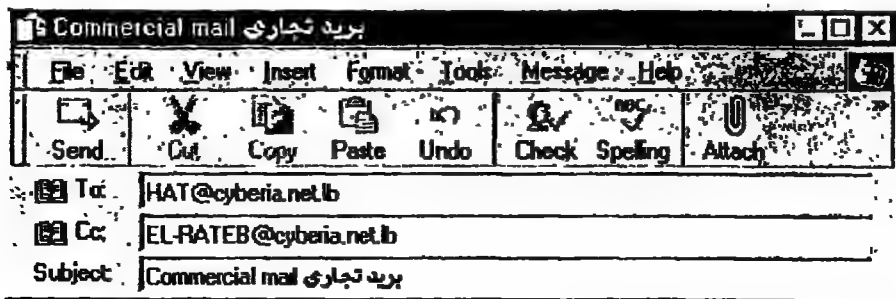 Commercial mail بريد تجاري
File Edit View Insert Format Tools Message Help
Send Cut Copy Paste Undo Check Spelling Attach
To: HAT@cyberia.net.lb
Cc: EL-RATEB@cyberia.net.lb
Subject: Commercial mail بريد تجاري